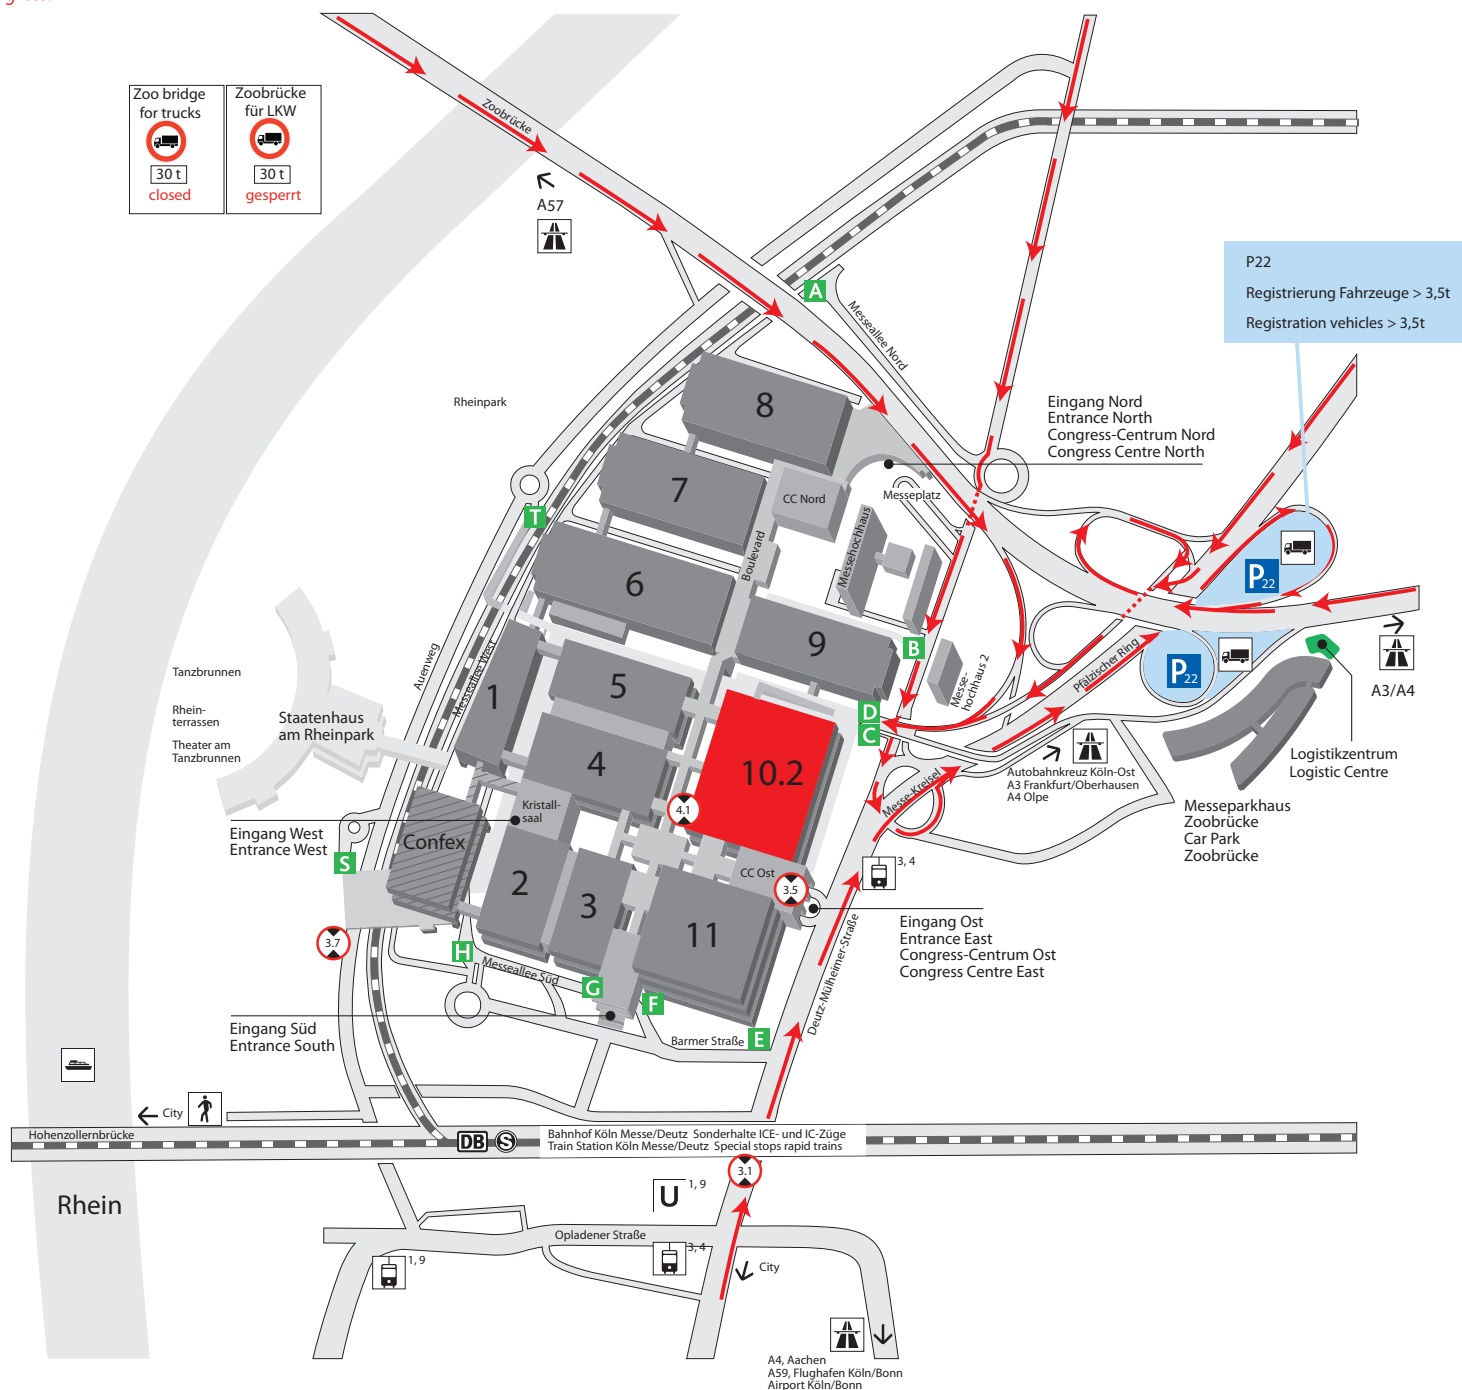 Zoo bridge
for trucks
30 t
closed
Zoobrücke
für LKW
30 t
gesperrt
Zoobrücke
A57
P22
Registrierung Fahrzeuge > 3,5t
Registration vehicles > 3,5t
A
Messeallee Nord
Rheinpark
8
Eingang Nord
Entrance North
Congress-Centrum Nord
Congress Centre North
7
CC Nord
Messeplatz
T
Boulevard
Messehochhaus
6
P22
9
B
Messe-
hochhaus 2
Pfälzischer Ring
P22
A3/A4
Auenweg
Messeallee West
1
5
Tanzbrunnen
Rhein-
terrassen
Theater am
Tanzbrunnen
Staatenhaus
am Rheinpark
D
C
4
10.2
Autobahnkreuz Köln-Ost
A3 Frankfurt/Oberhausen
A4 Olpe
Logistikzentrum
Logistic Centre
Messe-Kreisel
Messeparkhaus
Zoobrücke
Car Park
Zoobrücke
Kristall-
saal
4.1
Eingang West
Entrance West
Confex
S
CC Ost
3.5
3, 4
2
3
11
Eingang Ost
Entrance East
Congress-Centrum Ost
Congress Centre East
3.7
H
Messeallee Süd
G
F
E
Deutz-Mülheimer-Straße
Eingang Süd
Entrance South
Barmer Straße
City
Hohenzollernbrücke
DB
S
Bahnhof Köln Messe/Deutz Sonderhalte ICE- und IC-Züge
Train Station Köln Messe/Deutz Special stops rapid trains
3.1
Rhein
U
1, 9
Opladener Straße
1, 9
3, 4
City
A4, Aachen
A59, Flughafen Köln/Bonn
Airport Köln/Bonn